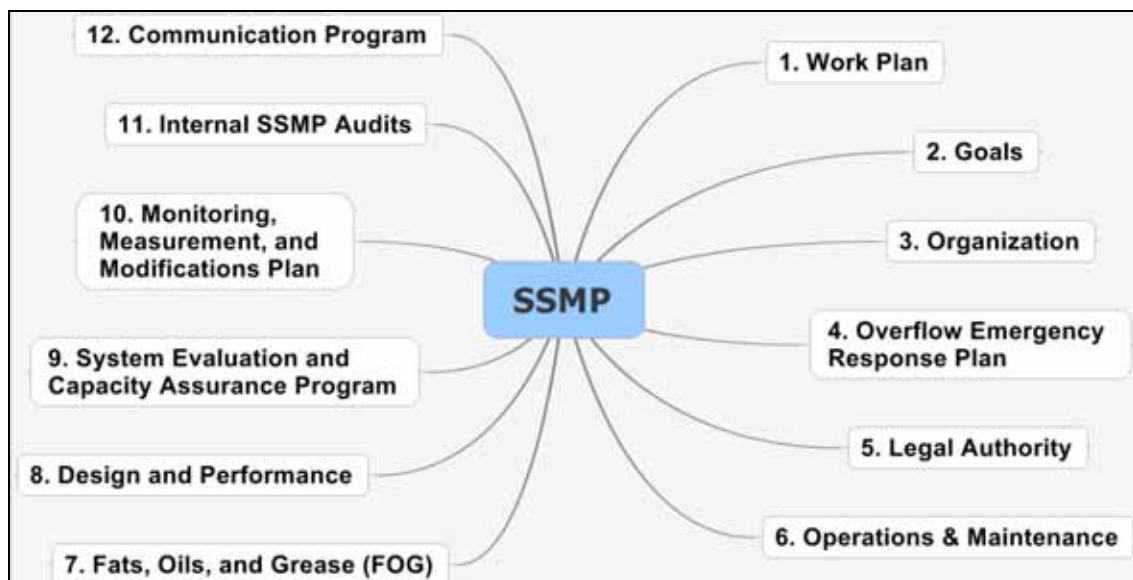 12. Communication Program
1. Work Plan
11. Internal SSMP Audits
2. Goals
10. Monitoring,
Measurement, and
Modifications Plan
3. Organization
SSMP
4. Overflow Emergency
Response Plan
9. System Evaluation and
Capacity Assurance Program
5. Legal Authority
8. Design and Performance
6. Operations & Maintenance
7. Fats, Oils, and Grease (FOG)